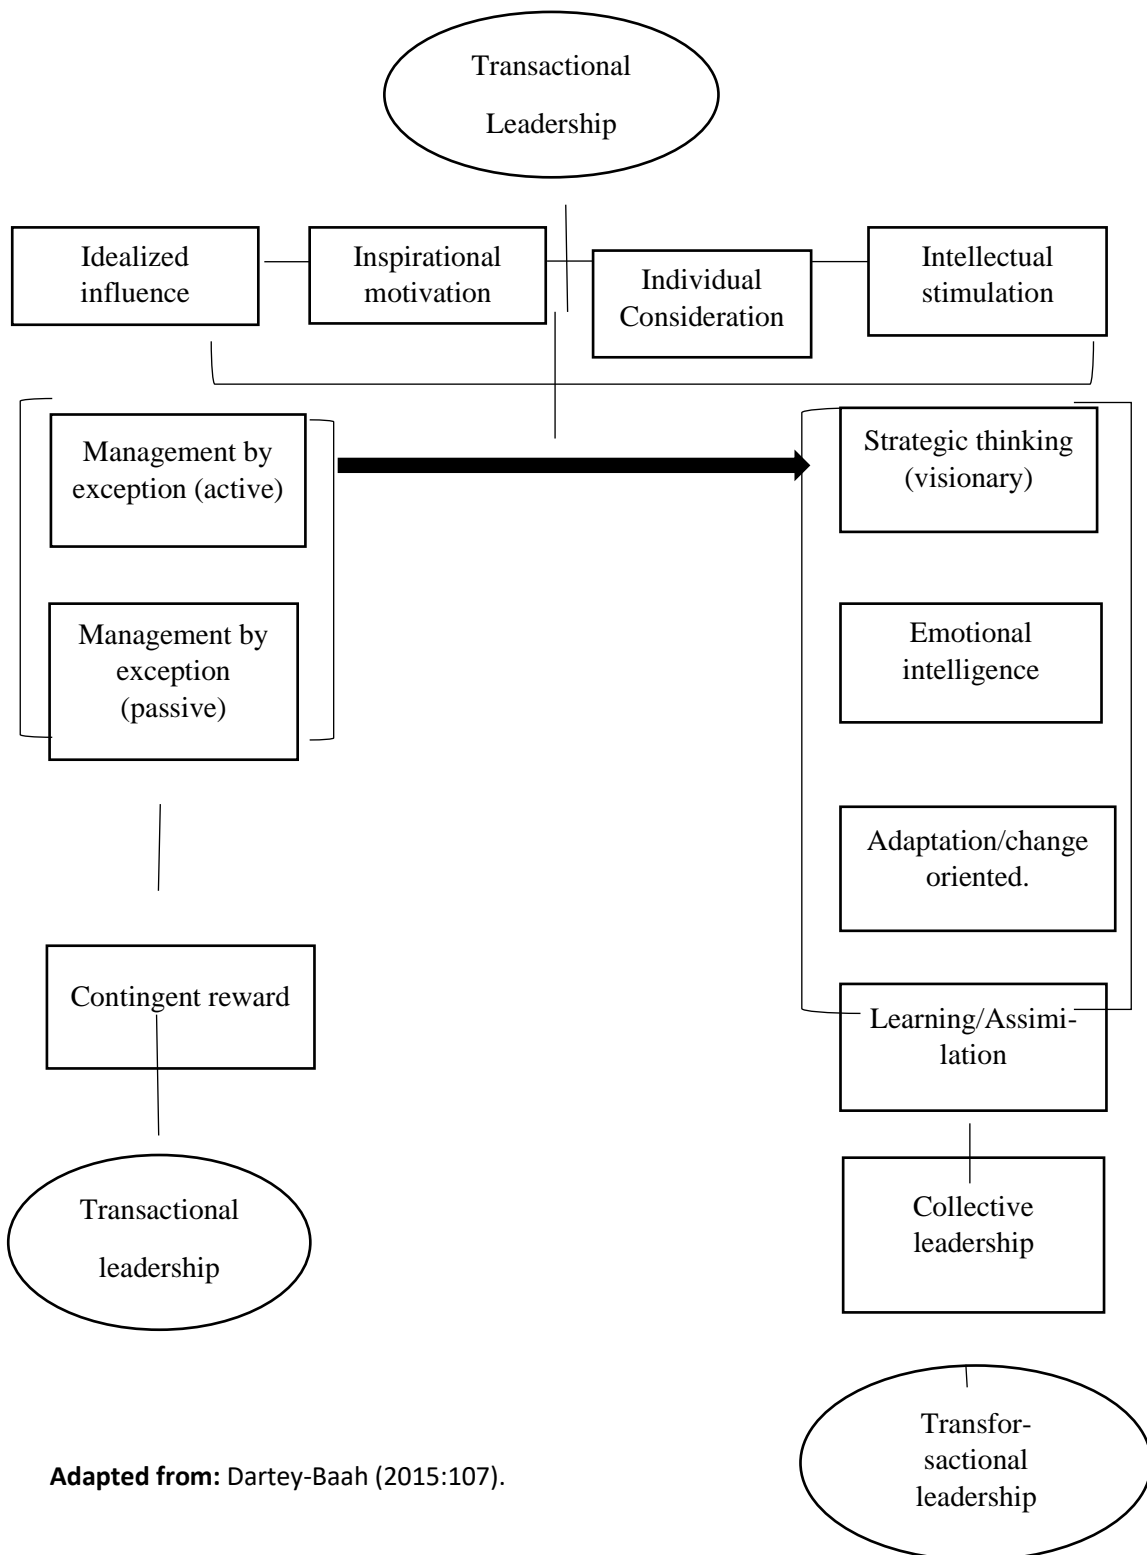 Transactional
Leadership
Idealized
influence
Inspirational
motivation
Individual
Consideration
Intellectual
stimulation
Management by
exception (active)
Strategic thinking
(visionary)
Management by
exception
(passive)
Emotional
intelligence
Adaptation/change
oriented.
Contingent reward
Learning/Assimi-
lation
Transactional
leadership
Collective
leadership
Transfor-
sactional
leadership
Adapted from: Dartey-Baah (2015:107).